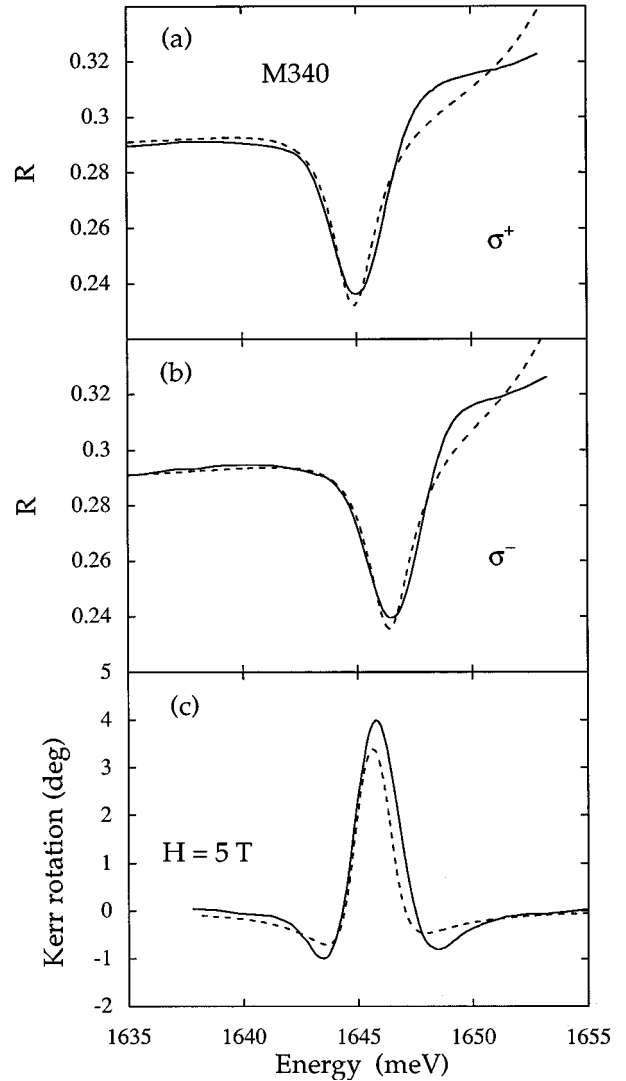 (a)
M340
0.32
0.3
0.28
0.26
0.24
R
σ⁺
(b)
0.32
0.3
0.28
0.26
0.24
R
σ⁻
(c)
5
4
3
2
1
0
-1
-2
Kerr rotation (deg)
H = 5 T
1635 1640 1645 1650 1655
Energy (meV)